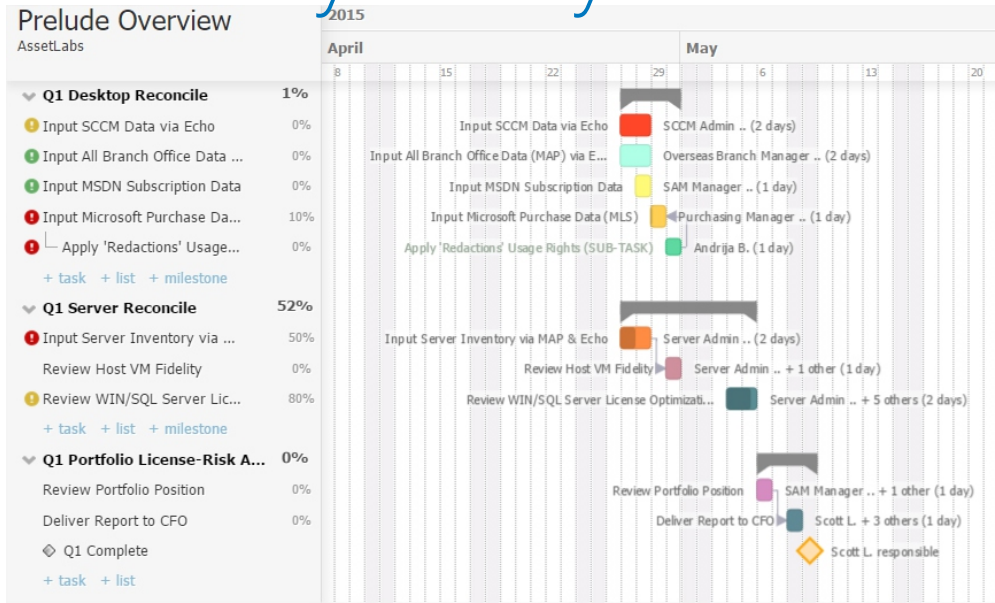 Prelude Overview
AssetLabs
2015
April May
8 15 22 29 6 13 20
Q1 Desktop Reconcile 1%
Input SCCM Data via Echo 0% Input SCCM Data via Echo SCCM Admin .. (2 days)
Input All Branch Office Data ... 0% Input All Branch Office Data (MAP) via E... Overseas Branch Manager .. (2 days)
Input MSDN Subscription Data 0% Input MSDN Subscription Data SAM Manager .. (1 day)
Input Microsoft Purchase Da... 10% Input Microsoft Purchase Data (MLS) Purchasing Manager .. (1 day)
Apply 'Redactions' Usage... 0% Apply 'Redactions' Usage Rights (SUB-TASK) Andrija B. (1 day)
+ task + list + milestone
Q1 Server Reconcile 52%
Input Server Inventory via ... 50% Input Server Inventory via MAP & Echo Server Admin .. (2 days)
Review Host VM Fidelity 0% Review Host VM Fidelity Server Admin .. + 1 other (1 day)
Review WIN/SQL Server Lic... 80% Review WIN/SQL Server License Optimizati... Server Admin .. + 5 others (2 days)
+ task + list + milestone
Q1 Portfolio License-Risk A... 0%
Review Portfolio Position 0% Review Portfolio Position SAM Manager .. + 1 other (1 day)
Deliver Report to CFO 0% Deliver Report to CFO Scott L. + 3 others (1 day)
Q1 Complete Scott L. responsible
+ task + list